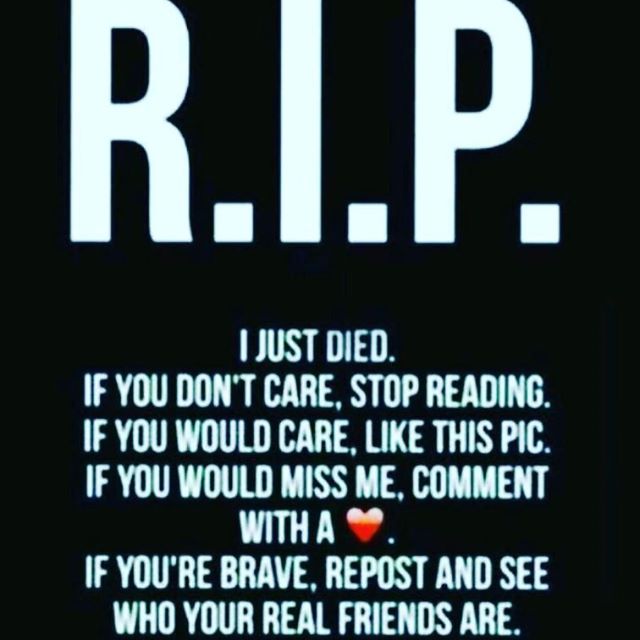 R.I.P.
I JUST DIED.
IF YOU DON'T CARE, STOP READING.
IF YOU WOULD CARE, LIKE THIS PIC.
IF YOU WOULD MISS ME, COMMENT
WITH A ❤️.
IF YOU'RE BRAVE, REPOST AND SEE
WHO YOUR REAL FRIENDS ARE.